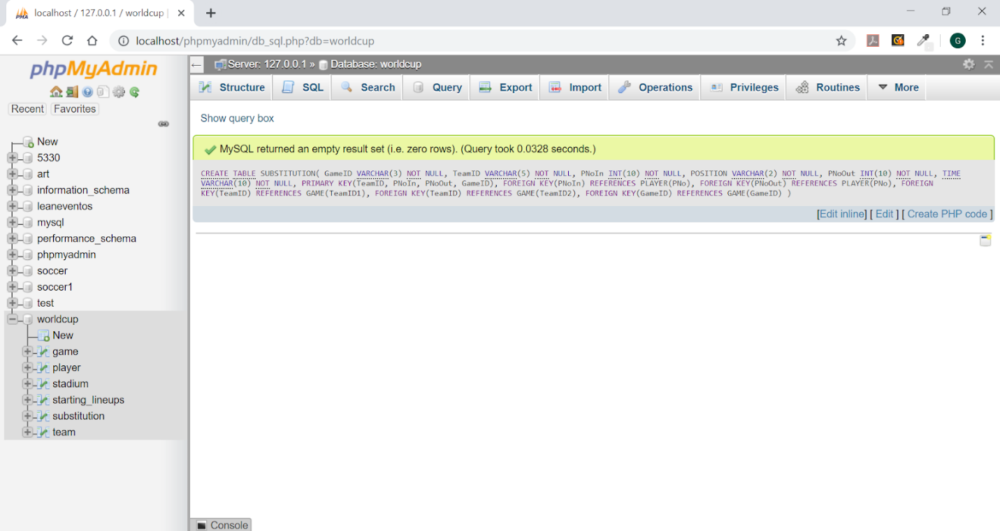 localhost / 127.0.0.1 / worldcup |
localhost/phpmyadmin/db_sql.php?db=worldcup
G
phpMyAdmin
Recent Favorites
New
5330
art
information_schema
leaneventos
mysql
performance_schema
phpmyadmin
soccer
soccer1
test
worldcup
New
game
player
stadium
starting_lineups
substitution
team
Server: 127.0.0.1 » Database: worldcup
Structure SQL Search Query Export Import Operations Privileges Routines More
Show query box
MySQL returned an empty result set (i.e. zero rows). (Query took 0.0328 seconds.)
CREATE TABLE SUBSTITUTION( GameID VARCHAR(3) NOT NULL, TeamID VARCHAR(5) NOT NULL, PNoIn INT(10) NOT NULL, POSITION VARCHAR(2) NOT NULL, PNoOut INT(10) NOT NULL, TIME
VARCHAR(10) NOT NULL, PRIMARY KEY(TeamID, PNoIn, PNoOut, GameID), FOREIGN KEY(PNoIn) REFERENCES PLAYER(PNo), FOREIGN KEY(PNoOut) REFERENCES PLAYER(PNo), FOREIGN
KEY(TeamID) REFERENCES GAME(TeamID1), FOREIGN KEY(TeamID) REFERENCES GAME(TeamID2), FOREIGN KEY(GameID) REFERENCES GAME(GameID) )
[Edit inline] [ Edit ] [ Create PHP code ]
Console